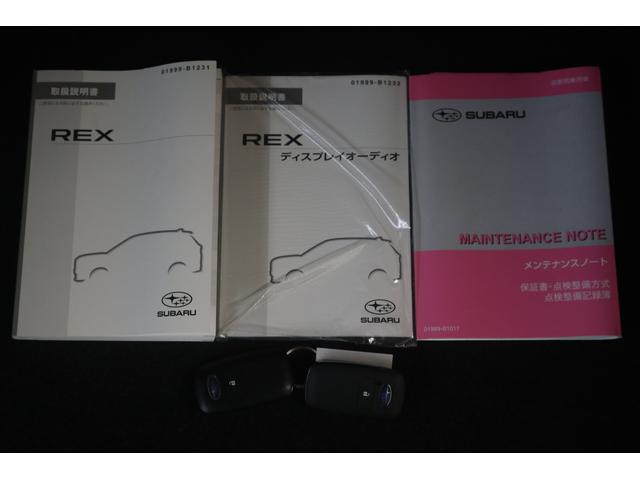 01999-B1231
取扱説明書
REX
SUBARU
01999-B1233
取扱説明書
REX
ディスプレイオーディオ
SUBARU
SUBARU
MAINTENANCE NOTE
メンテナンスノート
保証書・点検整備方式
点検整備記録簿
01999-B1017